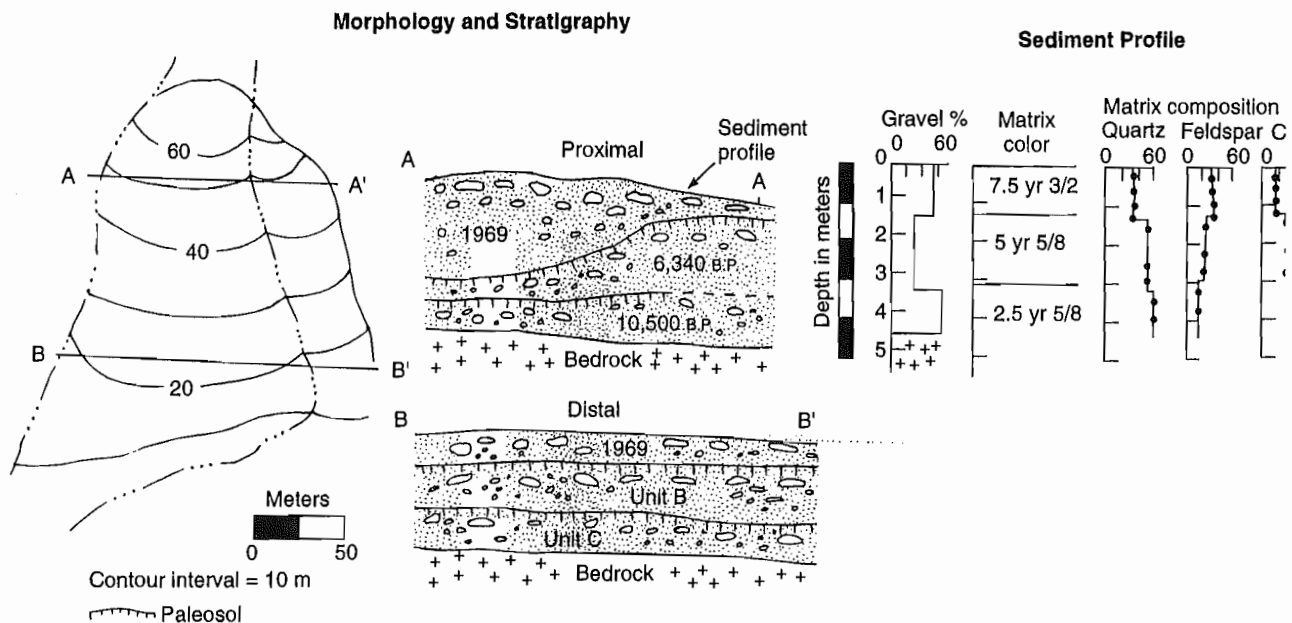 Morphology and Stratigraphy
60
A
A'
40
B
B'
20
Meters
0 50
Contour interval = 10 m
Paleosol
A
Proximal
Sediment
profile
A
1969
6,340 B.P.
10,500 B.P.
Bedrock
B
Distal
B'
1969
Unit B
Unit C
Bedrock
Sediment Profile
Gravel %
0 60
Depth in meters
0
1
2
3
4
5
Matrix
color
7.5 yr 3/2
5 yr 5/8
2.5 yr 5/8
Matrix composition
Quartz Feldspar C
0 60 0 60 0